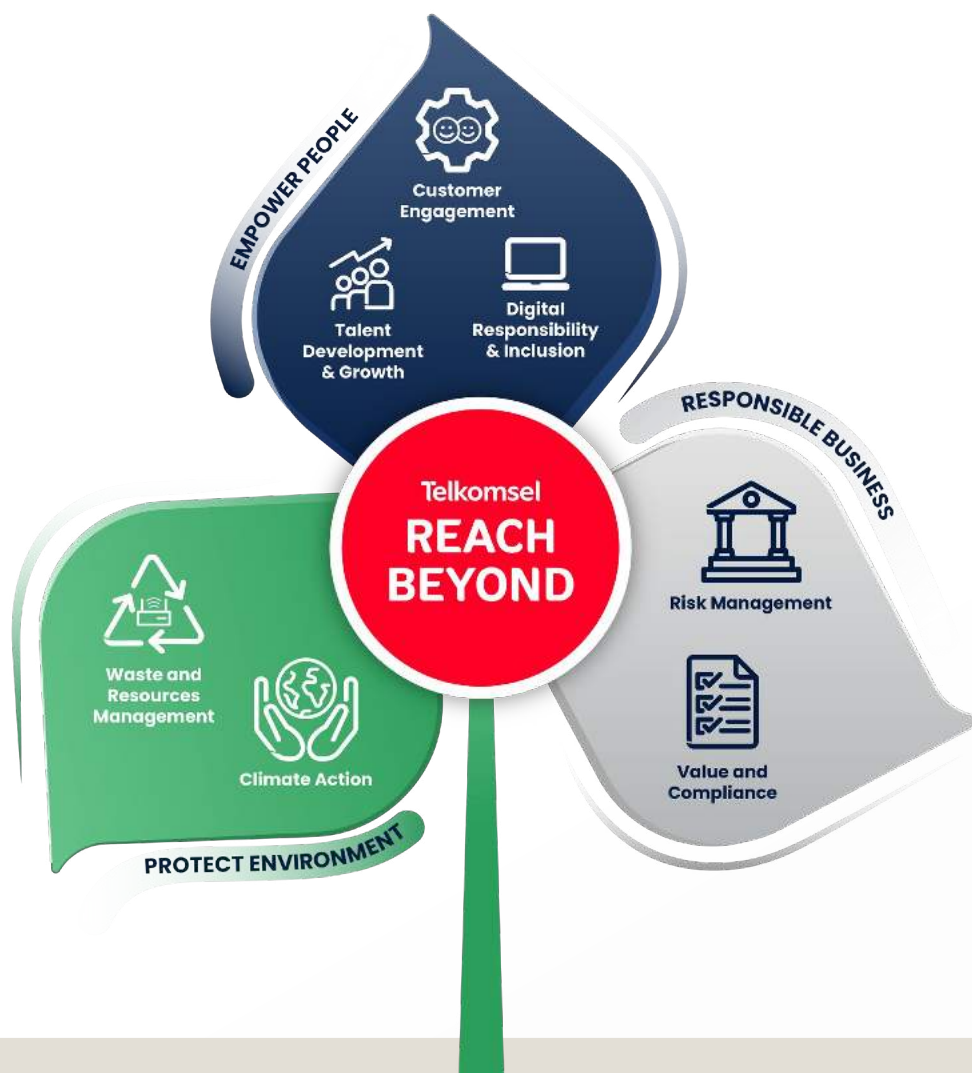 EMPOWER PEOPLE
Customer
Engagement
Talent
Development
& Growth
Digital
Responsibility
& Inclusion
RESPONSIBLE BUSINESS
Risk Management
Value and
Compliance
Telkomsel
REACH
BEYOND
Waste and
Resources
Management
Climate Action
PROTECT ENVIRONMENT